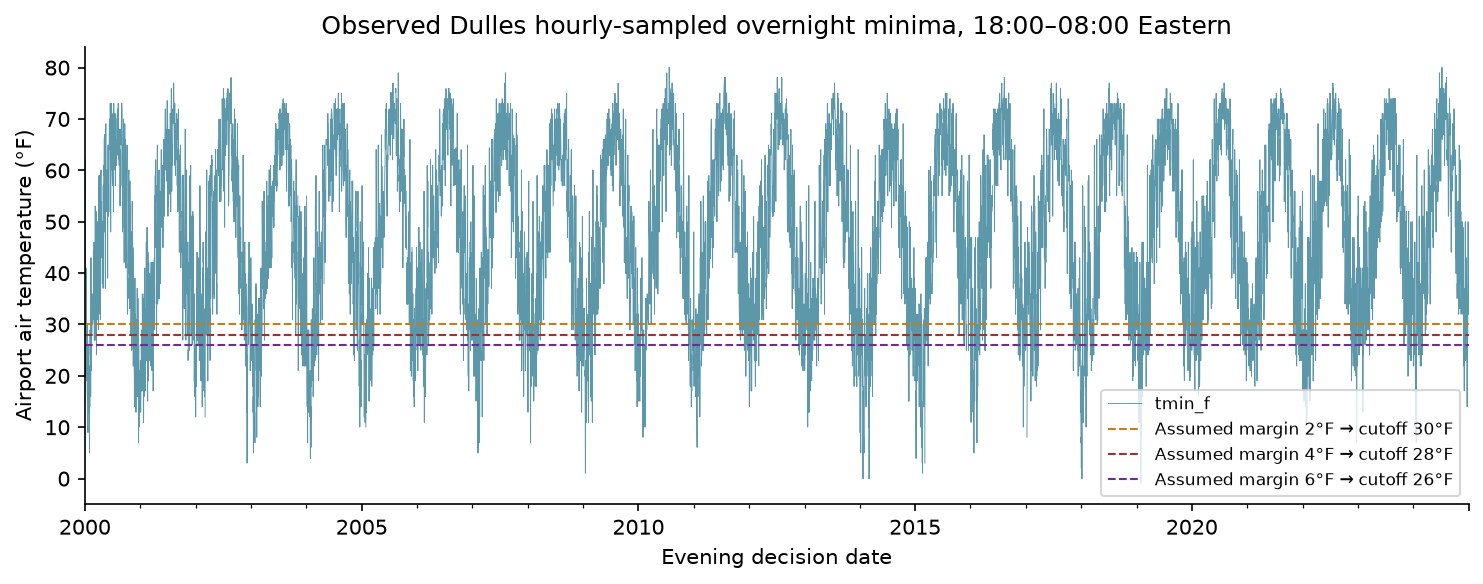 Observed Dulles hourly-sampled overnight minima, 18:00–08:00 Eastern
Airport air temperature (°F)
80
70
60
50
40
30
20
10
0
tmin_f
Assumed margin 2°F → cutoff 30°F
Assumed margin 4°F → cutoff 28°F
Assumed margin 6°F → cutoff 26°F
2000
2005
2010
2015
2020
Evening decision date